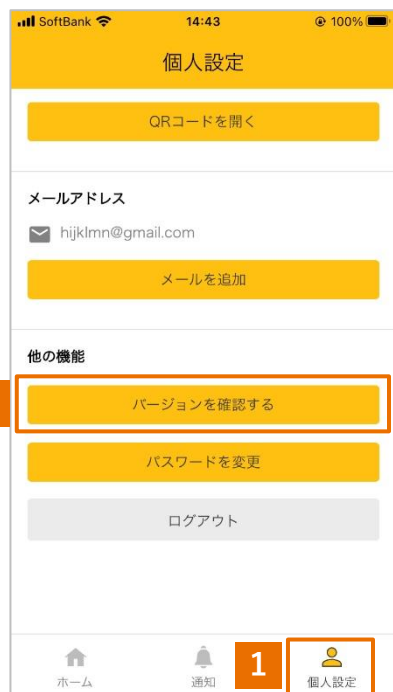 SoftBank 14:43 100%
個人設定
QRコードを開く
メールアドレス
hijklmn@gmail.com
メールを追加
他の機能
バージョンを確認する
パスワードを変更
ログアウト
1
ホーム 通知 個人設定